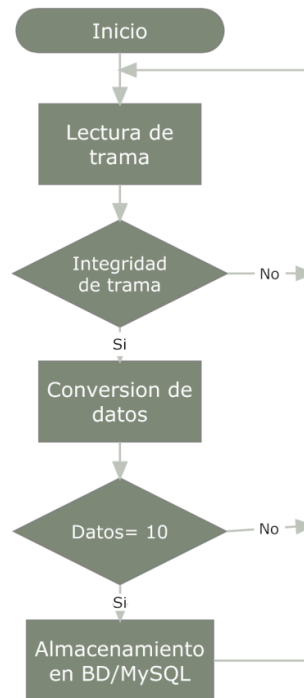 Inicio
Lectura de
trama
Integridad
de trama
No
Si
Conversion de
datos
Datos= 10
No
Si
Almacenamiento
en BD/MySQL